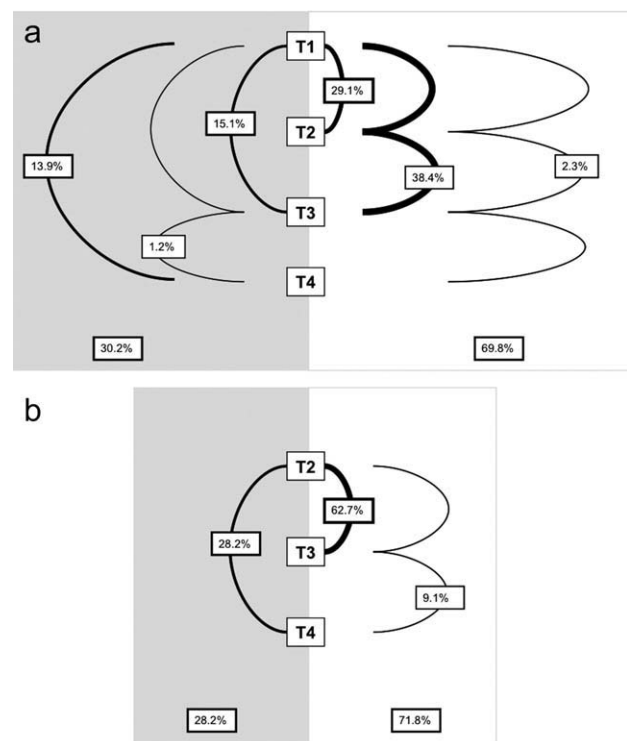 a
T1
29.1%
15.1%
T2
13.9%
2.3%
38.4%
T3
1.2%
T4
30.2%
69.8%
b
T2
62.7%
28.2%
T3
9.1%
T4
28.2%
71.8%